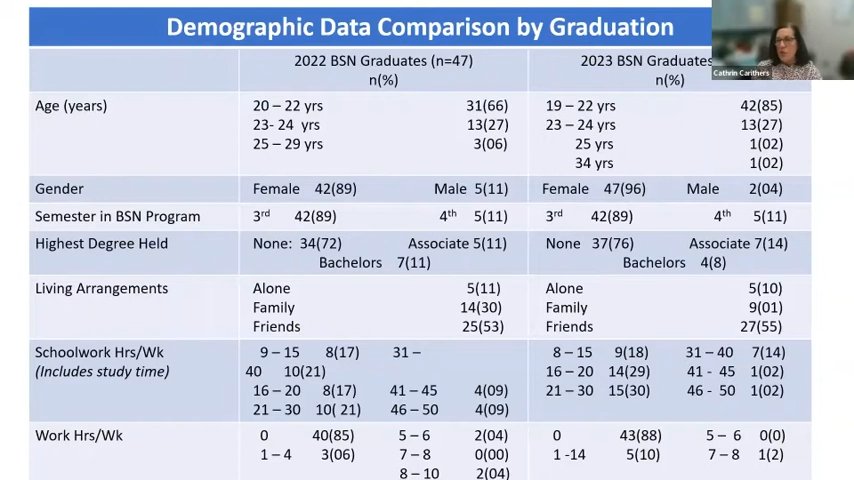 Demographic Data Comparison by Graduation
2022 BSN Graduates (n=47)
n(%)
2023 BSN Graduates
n(%)
Cathrin Carithers
Age (years)
20 – 22 yrs 31(66)
23- 24 yrs 13(27)
25 – 29 yrs 3(06)
19 – 22 yrs 42(85)
23 – 24 yrs 13(27)
25 yrs 1(02)
34 yrs 1(02)
Gender
Female 42(89) Male 5(11)
Female 47(96) Male 2(04)
Semester in BSN Program
3rd 42(89) 4th 5(11)
3rd 42(89) 4th 5(11)
Highest Degree Held
None: 34(72) Associate 5(11)
Bachelors 7(11)
None 37(76) Associate 7(14)
Bachelors 4(8)
Living Arrangements
Alone 5(11)
Family 14(30)
Friends 25(53)
Alone 5(10)
Family 9(01)
Friends 27(55)
Schoolwork Hrs/Wk
(Includes study time)
9 – 15 8(17) 31 –
40 10(21)
16 – 20 8(17) 41 – 45 4(09)
21 – 30 10( 21) 46 – 50 4(09)
8 – 15 9(18) 31 – 40 7(14)
16 – 20 14(29) 41 - 45 1(02)
21 – 30 15(30) 46 - 50 1(02)
Work Hrs/Wk
0 40(85) 5 – 6 2(04)
1 – 4 3(06) 7 – 8 0(00)
8 – 10 2(04)
0 43(88) 5 – 6 0(0)
1 -14 5(10) 7 – 8 1(2)